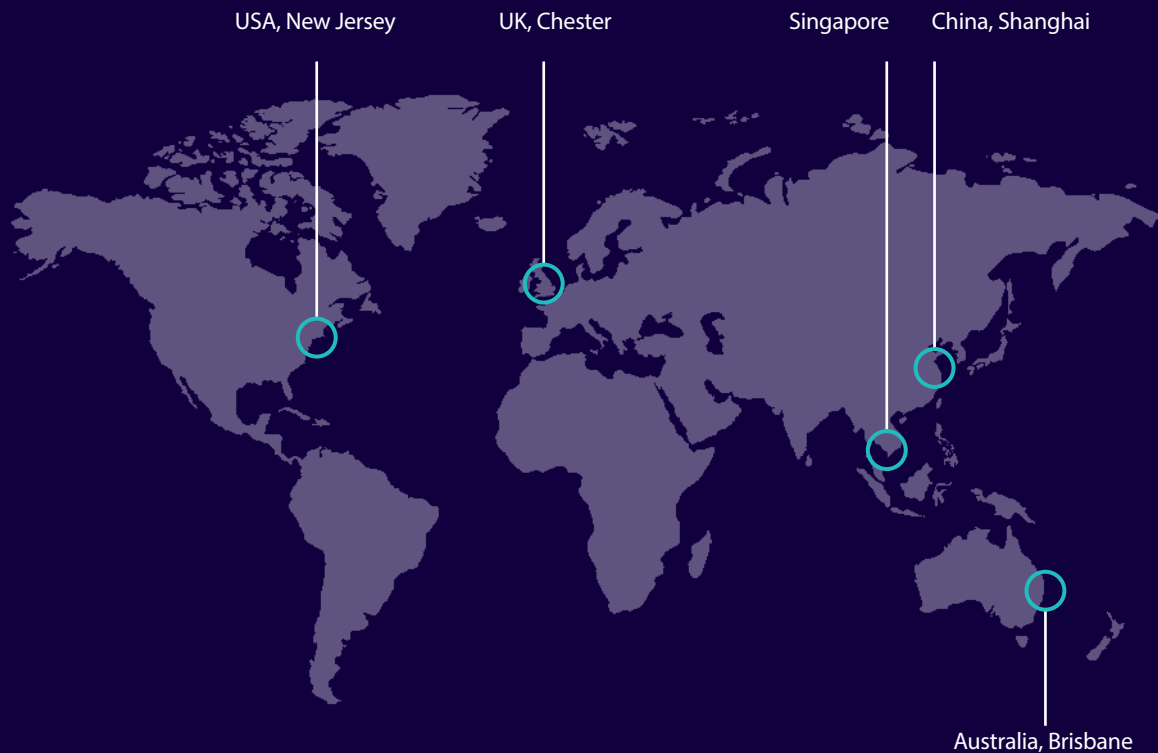 USA, New Jersey
UK, Chester
Singapore
China, Shanghai
Australia, Brisbane